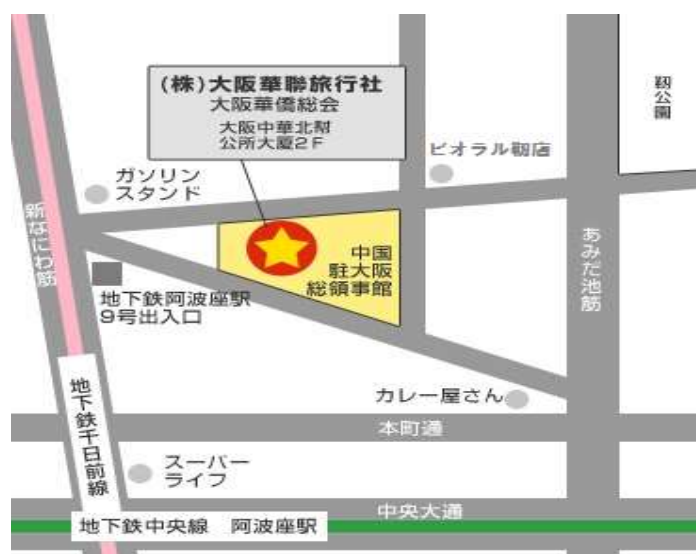 (株)大阪華聯旅行社
大阪華僑総会
大阪中華北幇
公所大廈2F
靭公園
ビオラル靭店
ガソリン
スタンド
新なにわ筋
中国
駐大阪
総領事館
あみだ池筋
地下鉄阿波座駅
9号出入口
カレー屋さん
地下鉄千日前線
本町通
スーパー
ライフ
中央大通
地下鉄中央線　阿波座駅